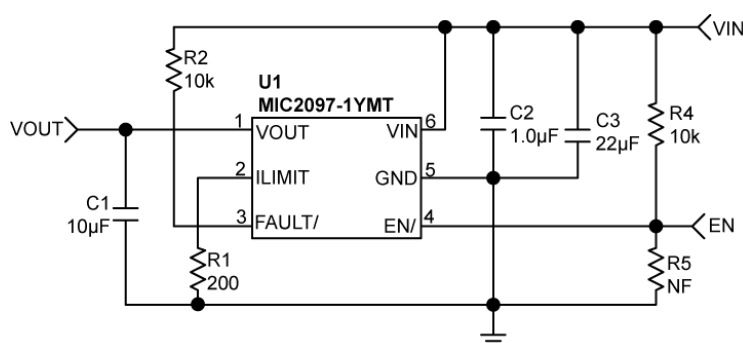 VIN
R2
10k
U1
MIC2097-1YMT
C2
1.0µF
C3
22µF
R4
10k
VOUT
1
VOUT
VIN
6
2
ILIMIT
GND
5
C1
10µF
3
FAULT/
EN/
4
EN
R1
200
R5
NF